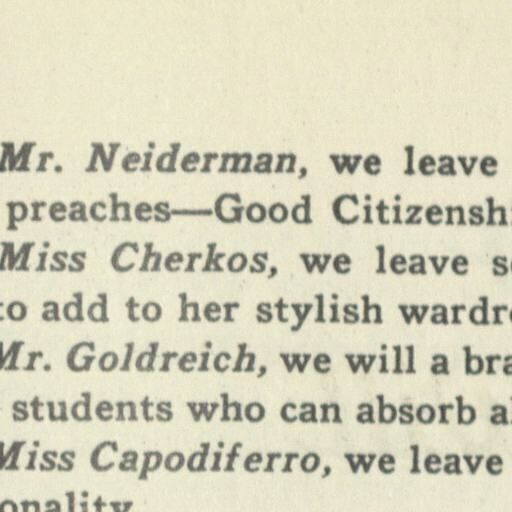 Mr. Neiderman, we leave
preaches—Good Citizenshi
Miss Cherkos, we leave s
to add to her stylish wardr
Mr. Goldreich, we will a bra
students who can absorb a
Miss Capodiferro, we leave
onality.